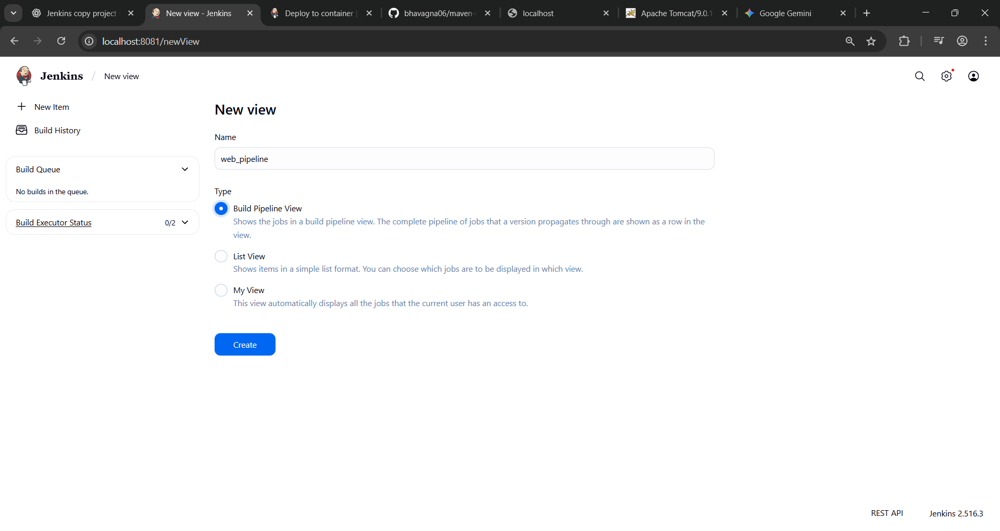 Jenkins copy project
New view - Jenkins
Deploy to container
bhavagna06/maven-
localhost
Apache Tomcat/9.0.1
Google Gemini
localhost:8081/newView
Jenkins / New view
New Item
Build History
Build Queue
No builds in the queue.
Build Executor Status 0/2
New view
Name
web_pipeline
Type
Build Pipeline View
Shows the jobs in a build pipeline view. The complete pipeline of jobs that a version propagates through are shown as a row in the
view.
List View
Shows items in a simple list format. You can choose which jobs are to be displayed in which view.
My View
This view automatically displays all the jobs that the current user has an access to.
Create
REST API
Jenkins 2.516.3